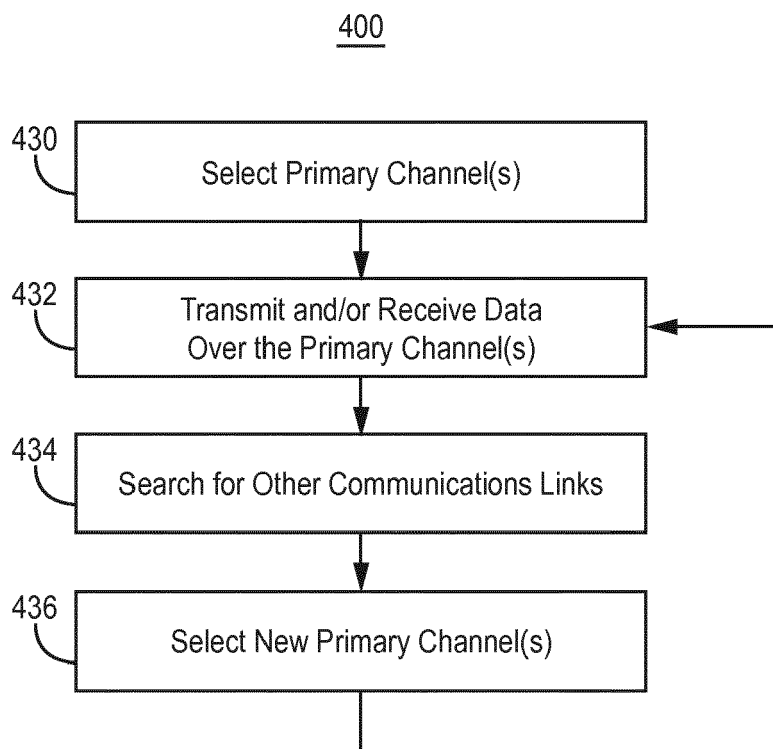 400
430
Select Primary Channel(s)
432
Transmit and/or Receive Data
Over the Primary Channel(s)
434
Search for Other Communications Links
436
Select New Primary Channel(s)